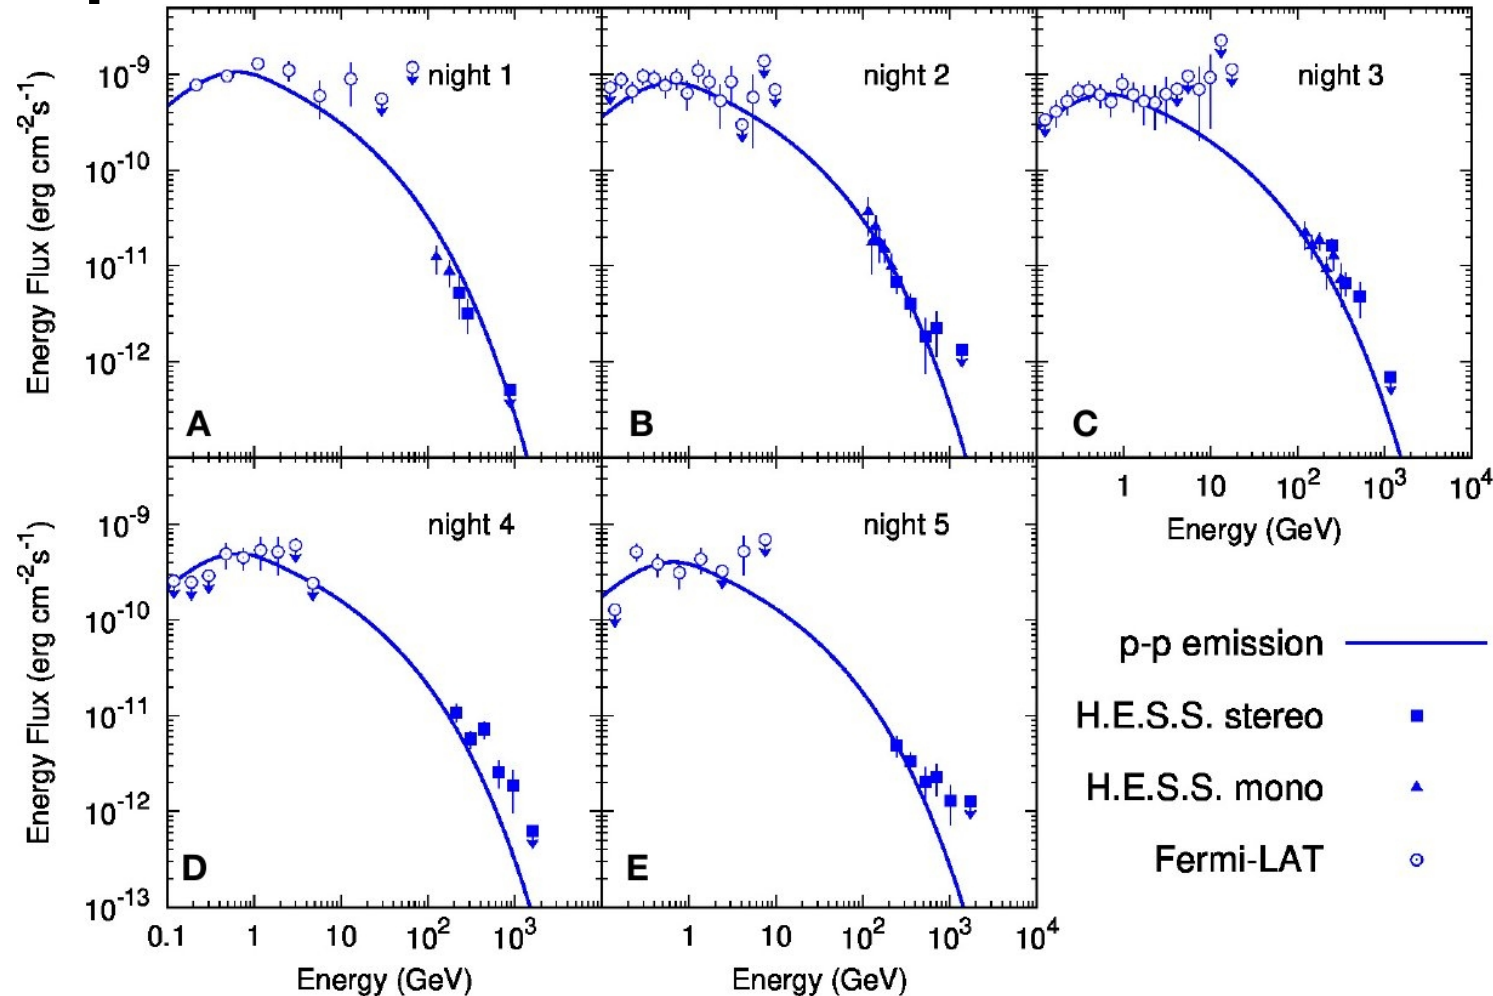 Energy Flux (erg cm⁻²s⁻¹)
10⁻⁹
10⁻¹⁰
10⁻¹¹
10⁻¹²
night 1
A
night 2
B
night 3
C
1 10 10² 10³ 10⁴
Energy (GeV)
Energy Flux (erg cm⁻²s⁻¹)
10⁻⁹
10⁻¹⁰
10⁻¹¹
10⁻¹²
10⁻¹³
night 4
D
0.1 1 10 10² 10³
Energy (GeV)
night 5
E
1 10 10² 10³ 10⁴
Energy (GeV)
p-p emission
H.E.S.S. stereo
H.E.S.S. mono
Fermi-LAT